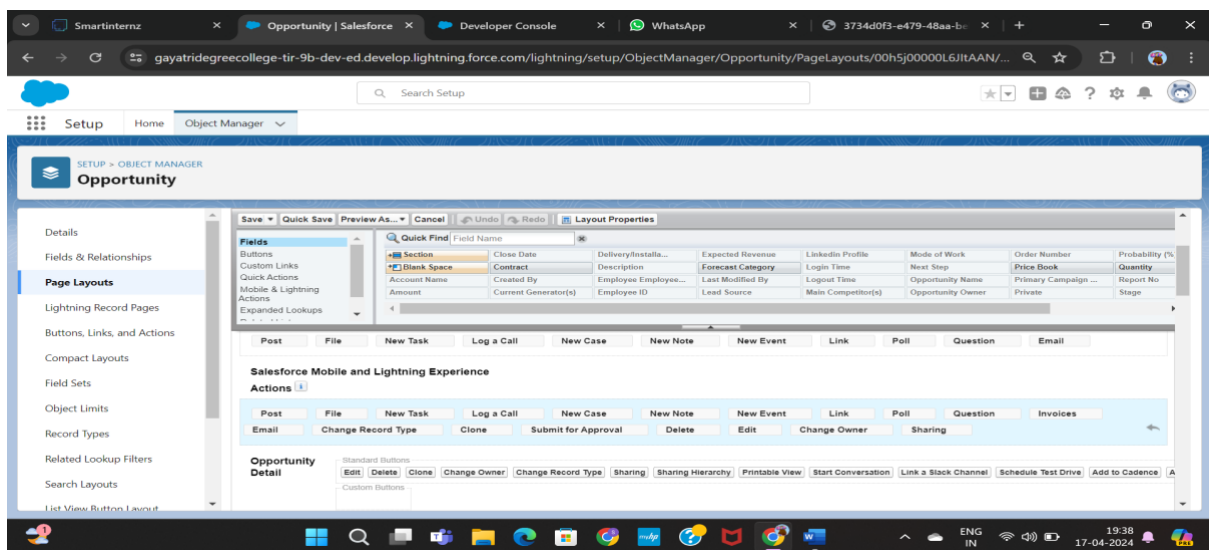 Smartinternz
Opportunity | Salesforce
Developer Console
WhatsApp
3734d0f3-e479-48aa-b
gayatridegreecollege-tir-9b-dev-ed.develop.lightning.force.com/lightning/setup/ObjectManager/Opportunity/PageLayouts/00h5j00000L6JItAAN/...
Search Setup
Setup Home Object Manager
SETUP > OBJECT MANAGER
Opportunity
Details
Fields & Relationships
Page Layouts
Lightning Record Pages
Buttons, Links, and Actions
Compact Layouts
Field Sets
Object Limits
Record Types
Related Lookup Filters
Search Layouts
List View Button Layout
Save Quick Save Preview As... Cancel Undo Redo Layout Properties
Fields
Buttons
Custom Links
Quick Actions
Mobile & Lightning
Actions
Expanded Lookups
Quick Find Field Name
Section Close Date Delivery/Installa... Expected Revenue Linkedin Profile Mode of Work Order Number Probability (%
Blank Space Contract Description Forecast Category Login Time Next Step Price Book Quantity
Account Name Created By Employee Employee... Last Modified By Logout Time Opportunity Name Primary Campaign ... Report No
Amount Current Generator(s) Employee ID Lead Source Main Competitor(s) Opportunity Owner Private Stage
Post File New Task Log a Call New Case New Note New Event Link Poll Question Email
Salesforce Mobile and Lightning Experience
Actions
Post File New Task Log a Call New Case New Note New Event Link Poll Question Invoices
Email Change Record Type Clone Submit for Approval Delete Edit Change Owner Sharing
Opportunity
Detail
Standard Buttons
Edit Delete Clone Change Owner Change Record Type Sharing Sharing Hierarchy Printable View Start Conversation Link a Slack Channel Schedule Test Drive Add to Cadence A
Custom Buttons
1
ENG
IN
19:38
17-04-2024
PRE